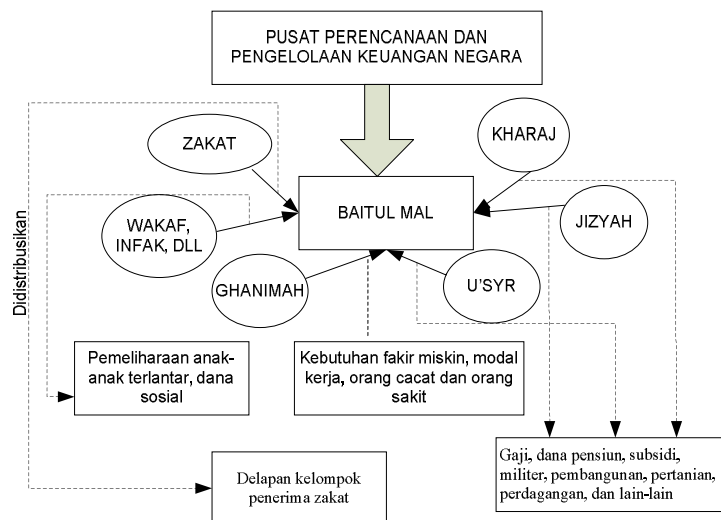 PUSAT PERENCANAAN DAN
PENGELOLAAN KEUANGAN NEGARA
ZAKAT
KHARAJ
BAITUL MAL
WAKAF,
INFAK, DLL
JIZYAH
GHANIMAH
U'SYR
Didistribusikan
Pemeliharaan anak-
anak terlantar, dana
sosial
Kebutuhan fakir miskin, modal
kerja, orang cacat dan orang
sakit
Gaji, dana pensiun, subsidi,
militer, pembangunan, pertanian,
perdagangan, dan lain-lain
Delapan kelompok
penerima zakat